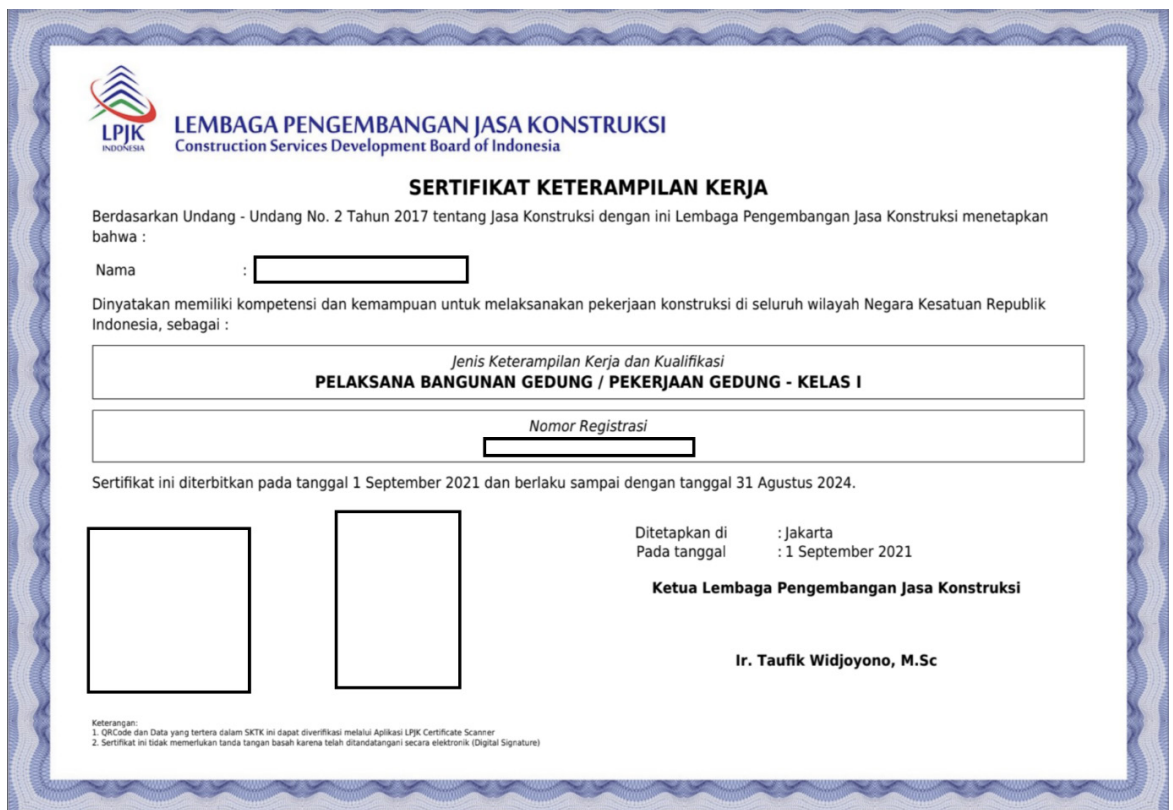 LPJK
INDONESIA
LEMBAGA PENGEMBANGAN JASA KONSTRUKSI
Construction Services Development Board of Indonesia
SERTIFIKAT KETERAMPILAN KERJA
Berdasarkan Undang - Undang No. 2 Tahun 2017 tentang Jasa Konstruksi dengan ini Lembaga Pengembangan Jasa Konstruksi menetapkan
bahwa :
Nama :
Dinyatakan memiliki kompetensi dan kemampuan untuk melaksanakan pekerjaan konstruksi di seluruh wilayah Negara Kesatuan Republik
Indonesia, sebagai :
Jenis Keterampilan Kerja dan Kualifikasi
PELAKSANA BANGUNAN GEDUNG / PEKERJAAN GEDUNG - KELAS I
Nomor Registrasi
Sertifikat ini diterbitkan pada tanggal 1 September 2021 dan berlaku sampai dengan tanggal 31 Agustus 2024.
Ditetapkan di : Jakarta
Pada tanggal : 1 September 2021
Ketua Lembaga Pengembangan Jasa Konstruksi
Ir. Taufik Widjoyono, M.Sc
Keterangan:
1. QRCode dan Data yang tertera dalam SKTK ini dapat diverifikasi melalui Aplikasi LPJK Certificate Scanner
2. Sertifikat ini tidak memerlukan tanda tangan basah karena telah ditandatangani secara elektronik (Digital Signature)